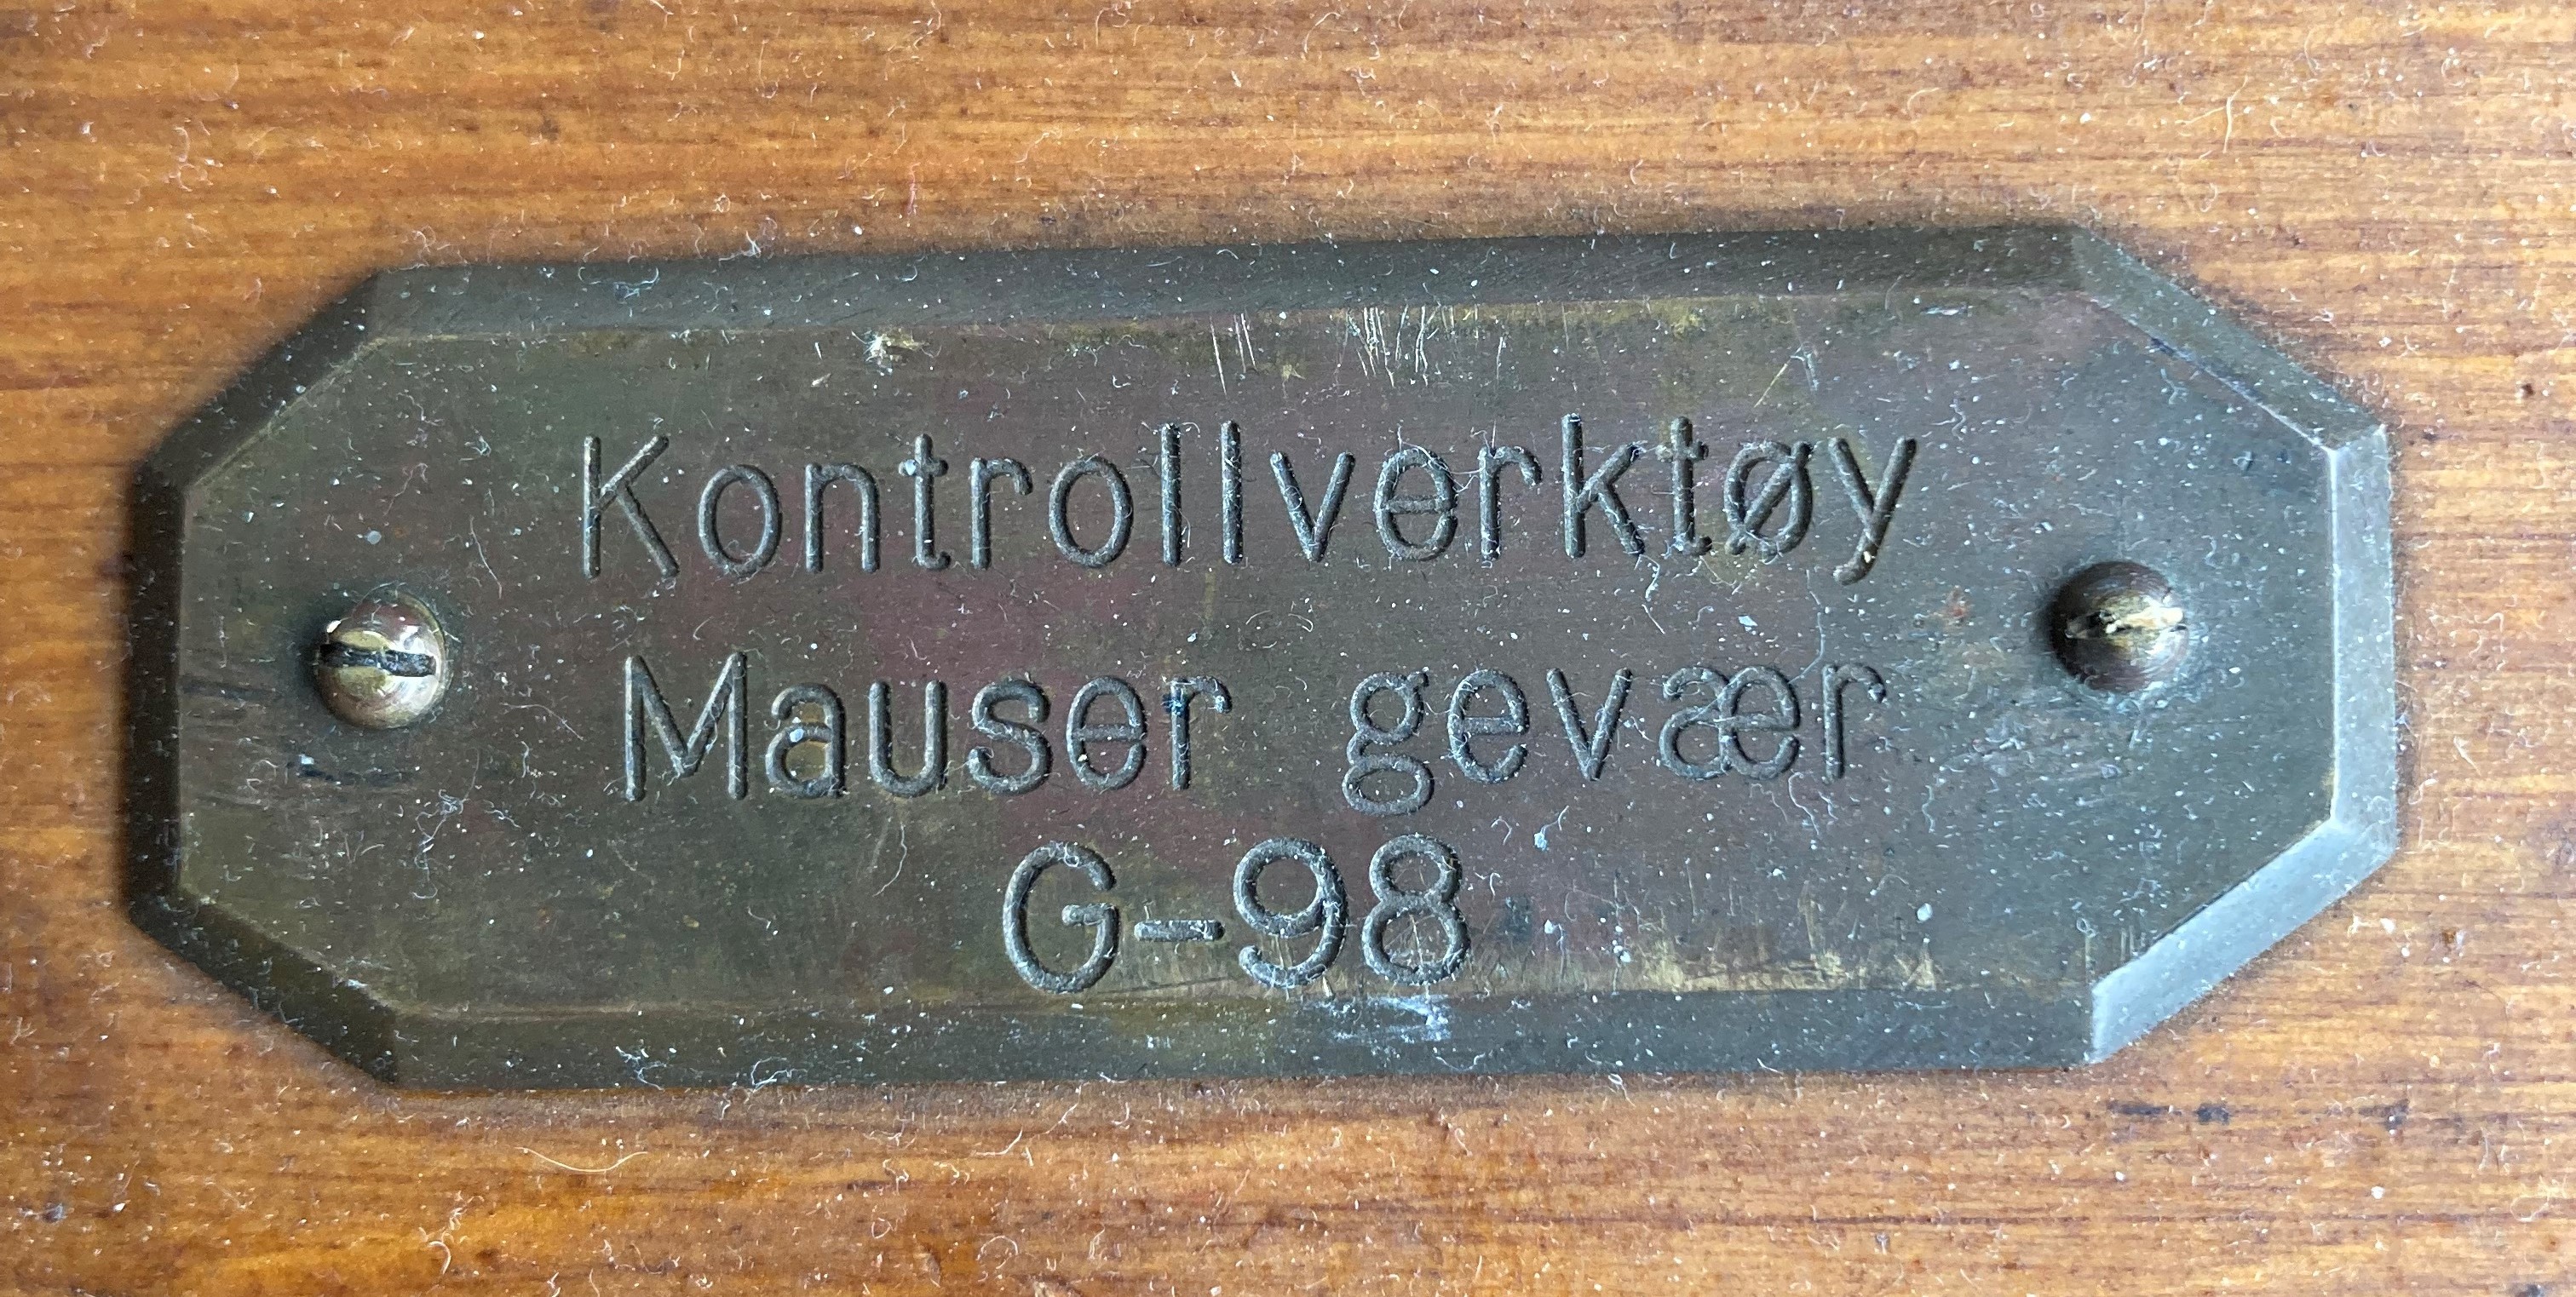 Kontrollverktøy
Mauser gevær
G-98